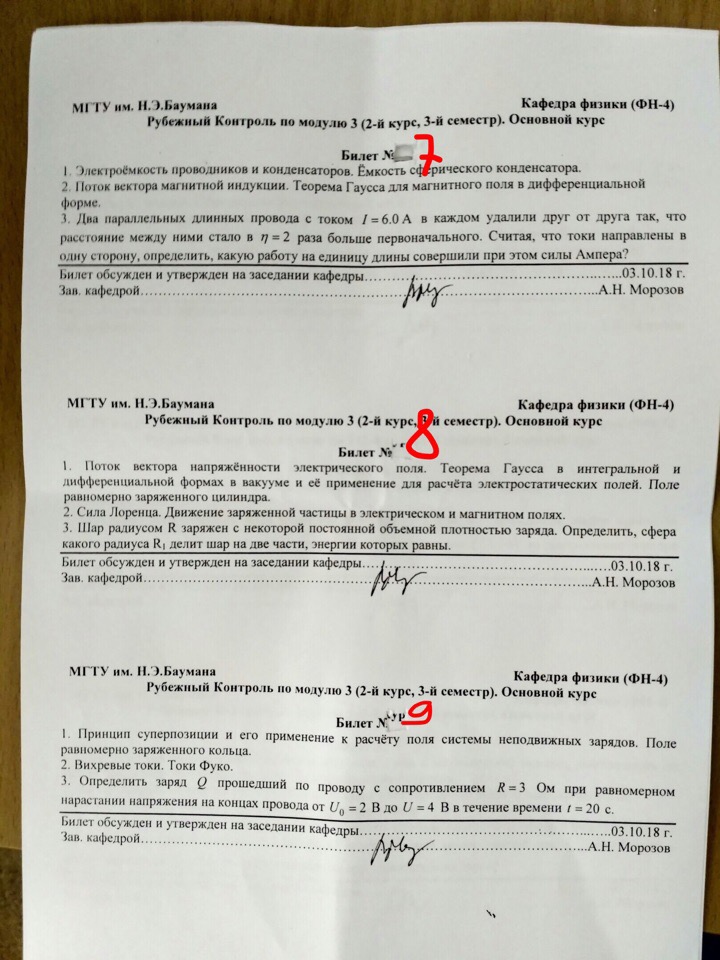 МГТУ им. Н.Э.Баумана Кафедра физики (ФН-4)
Рубежный Контроль по модулю 3 (2-й курс, 3-й семестр). Основной курс
Билет № 7
1. Электроёмкость проводников и конденсаторов. Ёмкость сферического конденсатора.
2. Поток вектора магнитной индукции. Теорема Гаусса для магнитного поля в дифференциальной
форме.
3. Два параллельных длинных провода с током I = 6.0 А в каждом удалили друг от друга так, что
расстояние между ними стало в η = 2 раза больше первоначального. Считая, что токи направлены в
одну сторону, определить, какую работу на единицу длины совершили при этом силы Ампера?
Билет обсужден и утвержден на заседании кафедры...............................................03.10.18 г.
Зав. кафедрой..................................................................................А.Н. Морозов
МГТУ им. Н.Э.Баумана Кафедра физики (ФН-4)
Рубежный Контроль по модулю 3 (2-й курс, 3-й семестр). Основной курс
Билет № 8
1. Поток вектора напряжённости электрического поля. Теорема Гаусса в интегральной и
дифференциальной формах в вакууме и её применение для расчёта электростатических полей. Поле
равномерно заряженного цилиндра.
2. Сила Лоренца. Движение заряженной частицы в электрическом и магнитном полях.
3. Шар радиусом R заряжен с некоторой постоянной объемной плотностью заряда. Определить, сфера
какого радиуса R₁ делит шар на две части, энергии которых равны.
Билет обсужден и утвержден на заседании кафедры...............................................03.10.18 г.
Зав. кафедрой..................................................................................А.Н. Морозов
МГТУ им. Н.Э.Баумана Кафедра физики (ФН-4)
Рубежный Контроль по модулю 3 (2-й курс, 3-й семестр). Основной курс
Билет № 9
1. Принцип суперпозиции и его применение к расчёту поля системы неподвижных зарядов. Поле
равномерно заряженного кольца.
2. Вихревые токи. Токи Фуко.
3. Определить заряд Q прошедший по проводу с сопротивлением R = 3 Ом при равномерном
нарастании напряжения на концах провода от U₀ = 2 В до U = 4 В в течение времени t = 20 с.
Билет обсужден и утвержден на заседании кафедры...............................................03.10.18 г.
Зав. кафедрой..................................................................................А.Н. Морозов